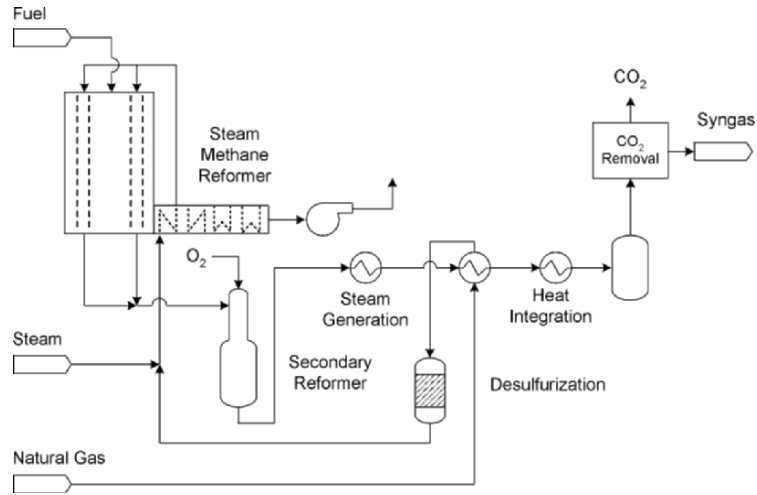 Fuel
CO₂
Syngas
CO₂
Removal
Steam
Methane
Reformer
O₂
Steam
Generation
Heat
Integration
Steam
Secondary
Reformer
Desulfurization
Natural Gas